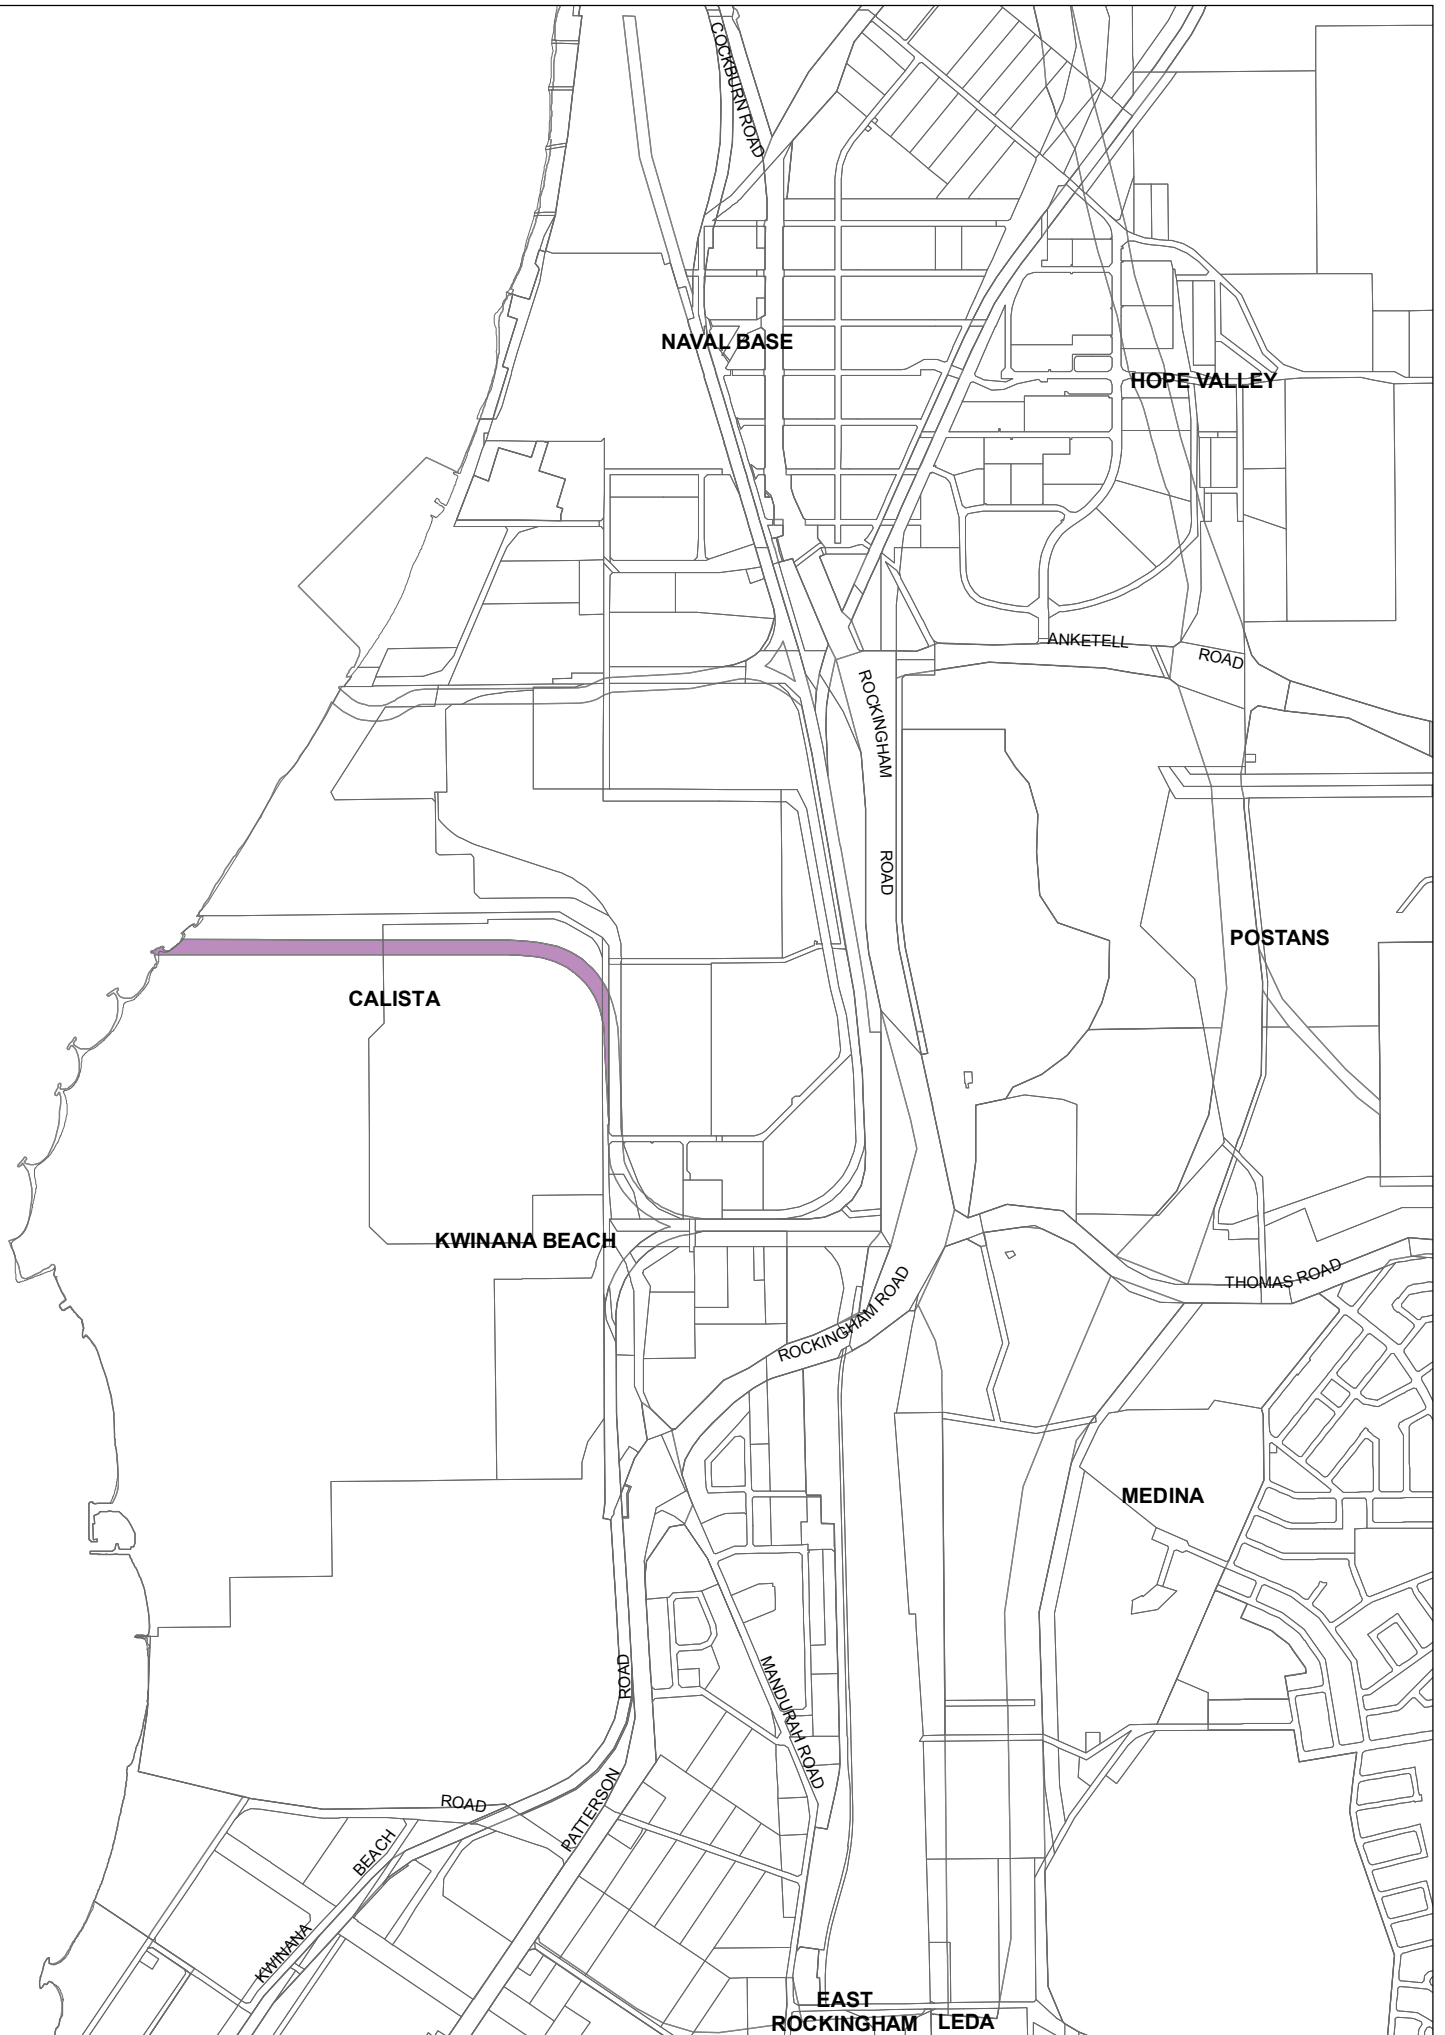 COCKBURN ROAD
NAVAL BASE
HOPE VALLEY
ANKETELL
ROAD
ROCKINGHAM
ROAD
POSTANS
CALISTA
KWINANA BEACH
THOMAS ROAD
ROCKINGHAM ROAD
MEDINA
ROAD
MANDURAH ROAD
PATTERSON
ROAD
BEACH
KWINANA
EAST
ROCKINGHAM
LEDA